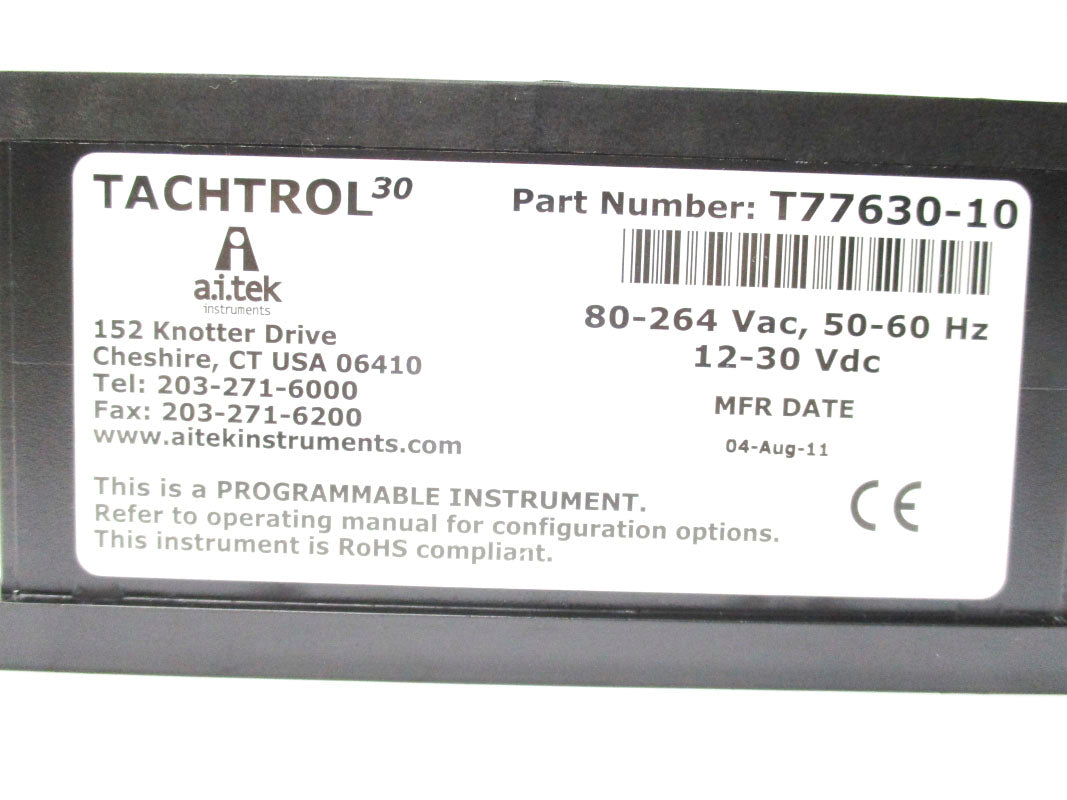 TACHTROL30
a.i.tek
instruments
152 Knotter Drive
Cheshire, CT USA 06410
Tel: 203-271-6000
Fax: 203-271-6200
www.aitekinstruments.com
Part Number: T77630-10
80-264 Vac, 50-60 Hz
12-30 Vdc
MFR DATE
04-Aug-11
CE
This is a PROGRAMMABLE INSTRUMENT.
Refer to operating manual for configuration options.
This instrument is RoHS compliant.